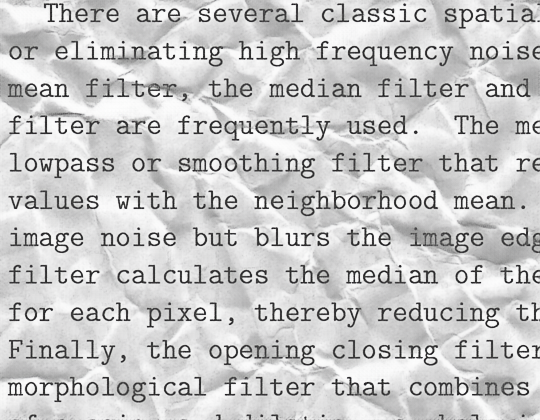 There are several classic spatial
or eliminating high frequency noise
mean filter, the median filter and
filter are frequently used. The me
lowpass or smoothing filter that re
values with the neighborhood mean.
image noise but blurs the image edg
filter calculates the median of the
for each pixel, thereby reducing th
Finally, the opening closing filter
morphological filter that combines